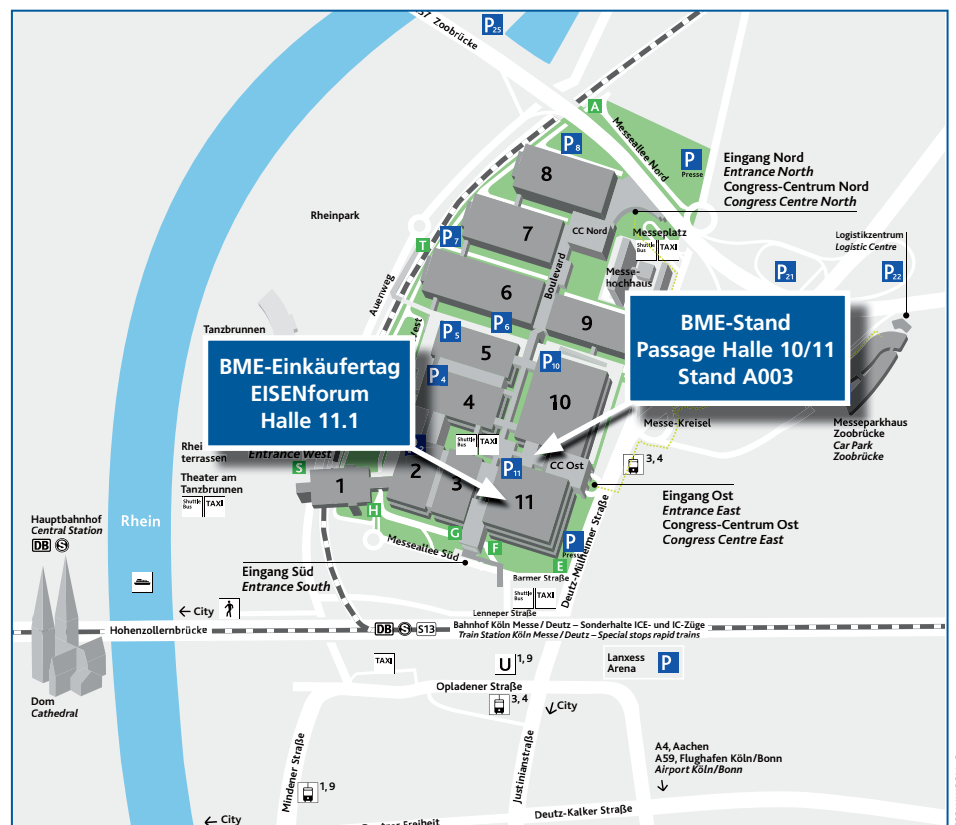 57 Zoobrücke
P25
A
Messeallee Nord
P8
P
Presse
8
Eingang Nord
Entrance North
Congress-Centrum Nord
Congress Centre North
Rheinpark
7
CC Nord
P7
T
Messeplatz
Shuttle Bus TAXI
Logistikzentrum
Logistic Centre
Boulevard
Messe-
hochhaus
P21
P22
Auenweg
6
9
P6
P5
Tanzbrunnen
5
P10
P4
4
10
BME-Stand
Passage Halle 10/11
Stand A003
BME-Einkäufertag
EISENforum
Halle 11.1
Messe-Kreisel
Messeparkhaus
Zoobrücke
Car Park
Zoobrücke
Shuttle Bus TAXI
Rhei
terrassen
Entrance West
S
P11
CC Ost
3, 4
Theater am
Tanzbrunnen
Shuttle Bus TAXI
1
2
3
11
Eingang Ost
Entrance East
Congress-Centrum Ost
Congress Centre East
H
G
F
E
P
Presse
Messeallee Süd
Deutz-Mülheimer Straße
Hauptbahnhof
Central Station
DB S
Rhein
Eingang Süd
Entrance South
Barmer Straße
Shuttle Bus TAXI
City
Lenneper Straße
Hohenzollernbrücke
DB S S13
Bahnhof Köln Messe/Deutz – Sonderhalte ICE- und IC-Züge
Train Station Köln Messe/Deutz – Special stops rapid trains
TAXI
U 1, 9
Lanxess
Arena
P
Opladener Straße
3, 4
City
Dom
Cathedral
A4, Aachen
A59, Flughafen Köln/Bonn
Airport Köln/Bonn
Mindener Straße
1, 9
Justinianstraße
Deutz-Kalker Straße
City
Freiheit